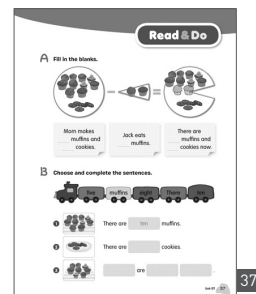 Read & Do
A Fill in the blanks.
Mom makes
muffins and
cookies.
Jack eats
muffins.
There are
muffins and
cookies now.
B Choose and complete the sentences.
five muffins eight There ten
1 There are ten muffins.
2 There are cookies.
3 are .
37
37